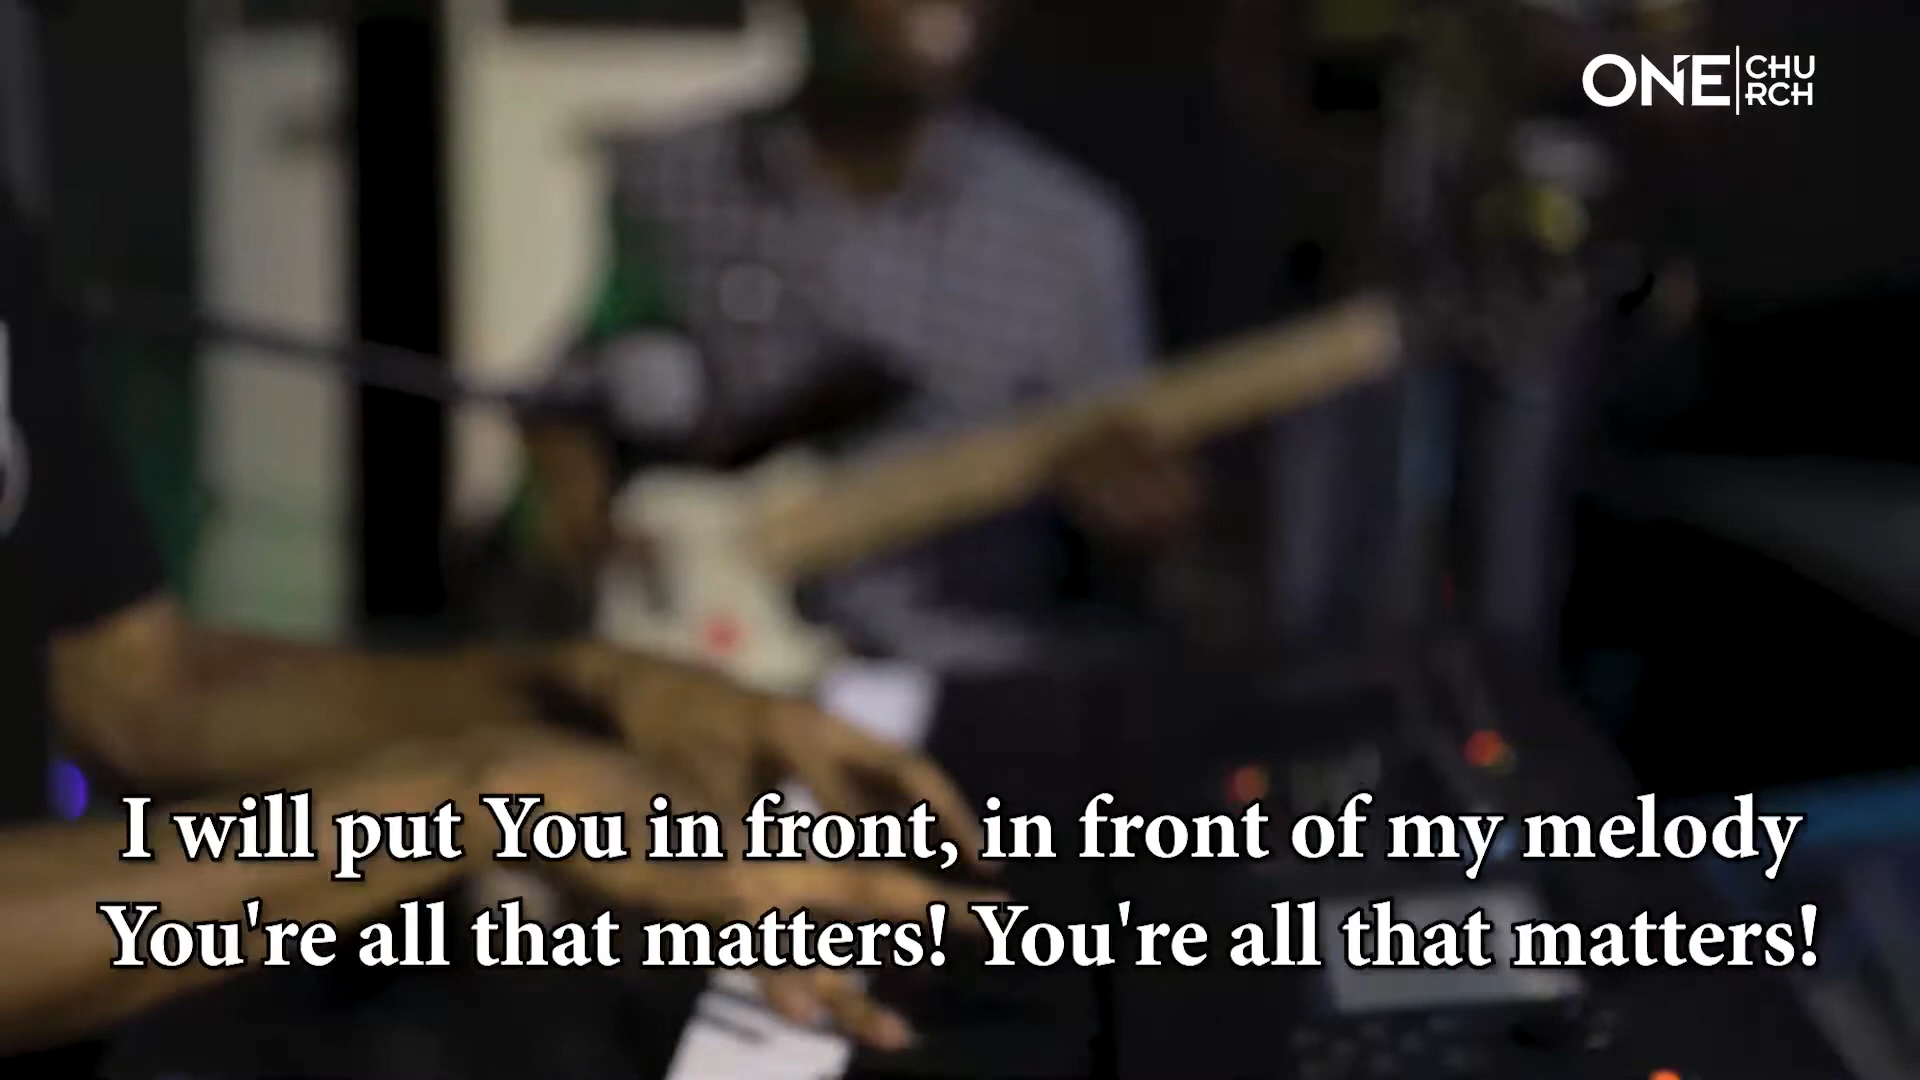 ONE CHU
RCH
I will put You in front, in front of my melody
You're all that matters! You're all that matters!